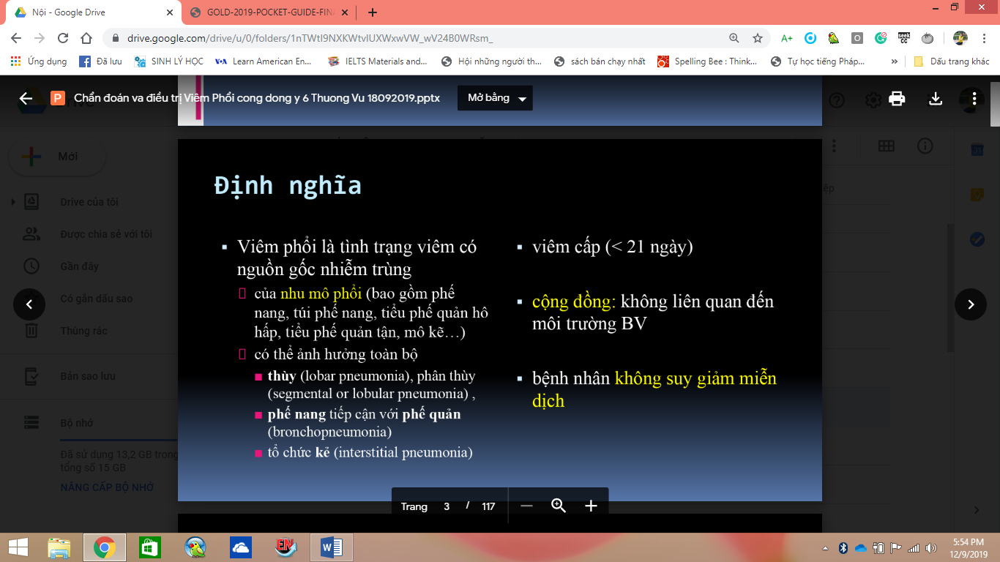 Nội - Google Drive
GOLD-2019-POCKET-GUIDE-FINA
drive.google.com/drive/u/0/folders/1nTWtI9NXKWtvIUXWxwVW_wV24B0WRsm_
Ứng dụng
Đã lưu
SINH LÝ HỌC
Learn American En...
IELTS Materials and...
Hội những người th...
sách bán chạy nhất
Spelling Bee : Think...
Tự học tiếng Pháp...
Dấu trang khác
Chẩn đoán va điều trị Viêm Phổi cong dong y 6 Thuong Vu 18092019.pptx
Mở bằng
Mới
Drive của tôi
Được chia sẻ với tôi
Gần đây
Có gắn dấu sao
Thùng rác
Bản sao lưu
Bộ nhớ
Đã sử dụng 13,2 GB trong
tổng số 15 GB
NÂNG CẤP BỘ NHỚ
Định nghĩa
Viêm phổi là tình trạng viêm có
nguồn gốc nhiễm trùng
của nhu mô phổi (bao gồm phế
nang, túi phế nang, tiểu phế quản hô
hấp, tiểu phế quản tận, mô kẽ…)
có thể ảnh hưởng toàn bộ
thùy (lobar pneumonia), phân thùy
(segmental or lobular pneumonia) ,
phế nang tiếp cận với phế quản
(bronchopneumonia)
tổ chức kẻ (interstitial pneumonia)
viêm cấp (< 21 ngày)
cộng đồng: không liên quan đến
môi trường BV
bệnh nhân không suy giảm miễn
dịch
Trang 3 / 117
5:54 PM
12/9/2019